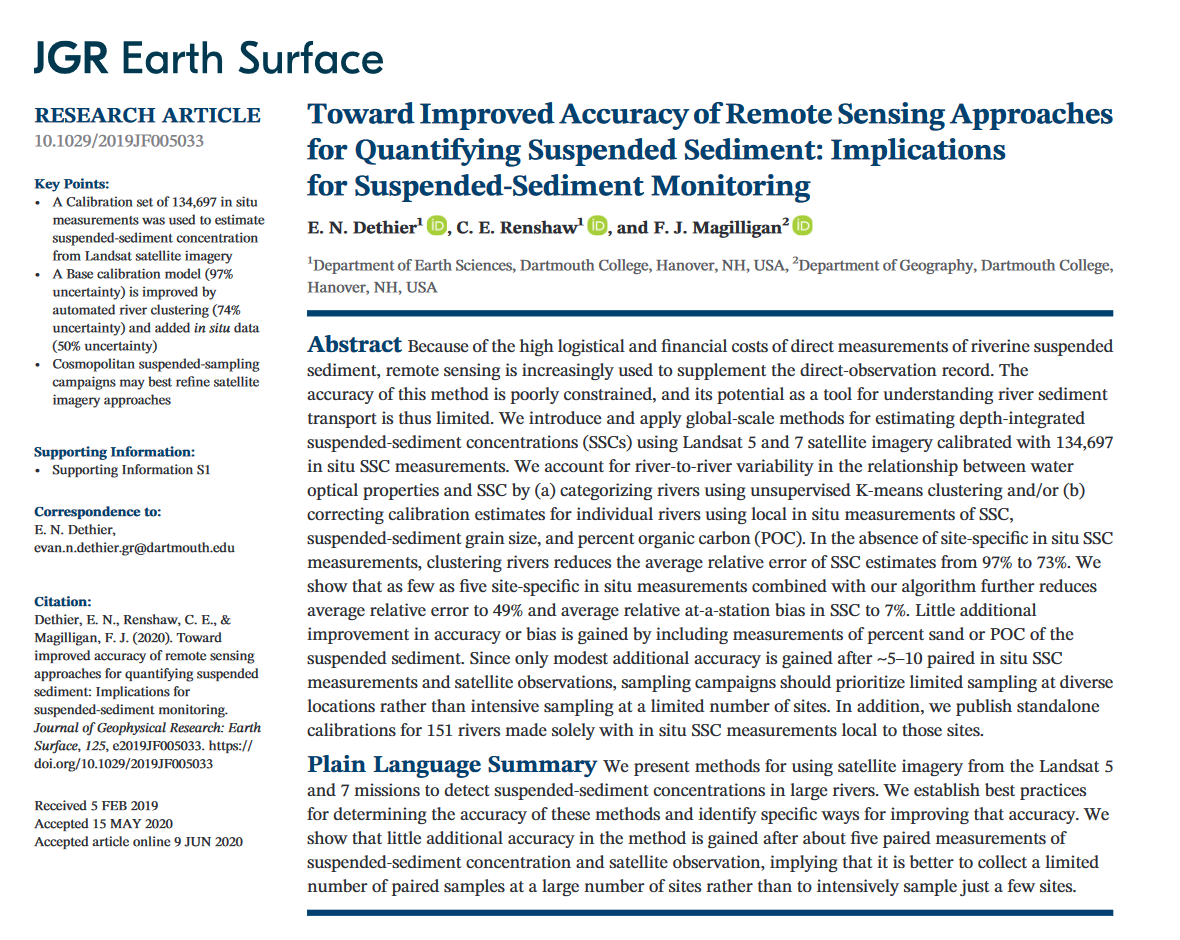 JGR Earth Surface
RESEARCH ARTICLE
10.1029/2019JF005033
Key Points:
• A Calibration set of 134,697 in situ
measurements was used to estimate
suspended-sediment concentration
from Landsat satellite imagery
• A Base calibration model (97%
uncertainty) is improved by
automated river clustering (74%
uncertainty) and added in situ data
(50% uncertainty)
• Cosmopolitan suspended-sampling
campaigns may best refine satellite
imagery approaches
Supporting Information:
• Supporting Information S1
Correspondence to:
E. N. Dethier,
evan.n.dethier.gr@dartmouth.edu
Citation:
Dethier, E. N., Renshaw, C. E., &
Magilligan, F. J. (2020). Toward
improved accuracy of remote sensing
approaches for quantifying suspended
sediment: Implications for
suspended-sediment monitoring.
Journal of Geophysical Research: Earth
Surface, 125, e2019JF005033. https://
doi.org/10.1029/2019JF005033
Received 5 FEB 2019
Accepted 15 MAY 2020
Accepted article online 9 JUN 2020
Toward Improved Accuracy of Remote Sensing Approaches
for Quantifying Suspended Sediment: Implications
for Suspended-Sediment Monitoring
E. N. Dethier¹ iD, C. E. Renshaw¹ iD, and F. J. Magilligan² iD
¹Department of Earth Sciences, Dartmouth College, Hanover, NH, USA, ²Department of Geography, Dartmouth College,
Hanover, NH, USA
Abstract Because of the high logistical and financial costs of direct measurements of riverine suspended
sediment, remote sensing is increasingly used to supplement the direct-observation record. The
accuracy of this method is poorly constrained, and its potential as a tool for understanding river sediment
transport is thus limited. We introduce and apply global-scale methods for estimating depth-integrated
suspended-sediment concentrations (SSCs) using Landsat 5 and 7 satellite imagery calibrated with 134,697
in situ SSC measurements. We account for river-to-river variability in the relationship between water
optical properties and SSC by (a) categorizing rivers using unsupervised K-means clustering and/or (b)
correcting calibration estimates for individual rivers using local in situ measurements of SSC,
suspended-sediment grain size, and percent organic carbon (POC). In the absence of site-specific in situ SSC
measurements, clustering rivers reduces the average relative error of SSC estimates from 97% to 73%. We
show that as few as five site-specific in situ measurements combined with our algorithm further reduces
average relative error to 49% and average relative at-a-station bias in SSC to 7%. Little additional
improvement in accuracy or bias is gained by including measurements of percent sand or POC of the
suspended sediment. Since only modest additional accuracy is gained after ~5–10 paired in situ SSC
measurements and satellite observations, sampling campaigns should prioritize limited sampling at diverse
locations rather than intensive sampling at a limited number of sites. In addition, we publish standalone
calibrations for 151 rivers made solely with in situ SSC measurements local to those sites.
Plain Language Summary We present methods for using satellite imagery from the Landsat 5
and 7 missions to detect suspended-sediment concentrations in large rivers. We establish best practices
for determining the accuracy of these methods and identify specific ways for improving that accuracy. We
show that little additional accuracy in the method is gained after about five paired measurements of
suspended-sediment concentration and satellite observation, implying that it is better to collect a limited
number of paired samples at a large number of sites rather than to intensively sample just a few sites.